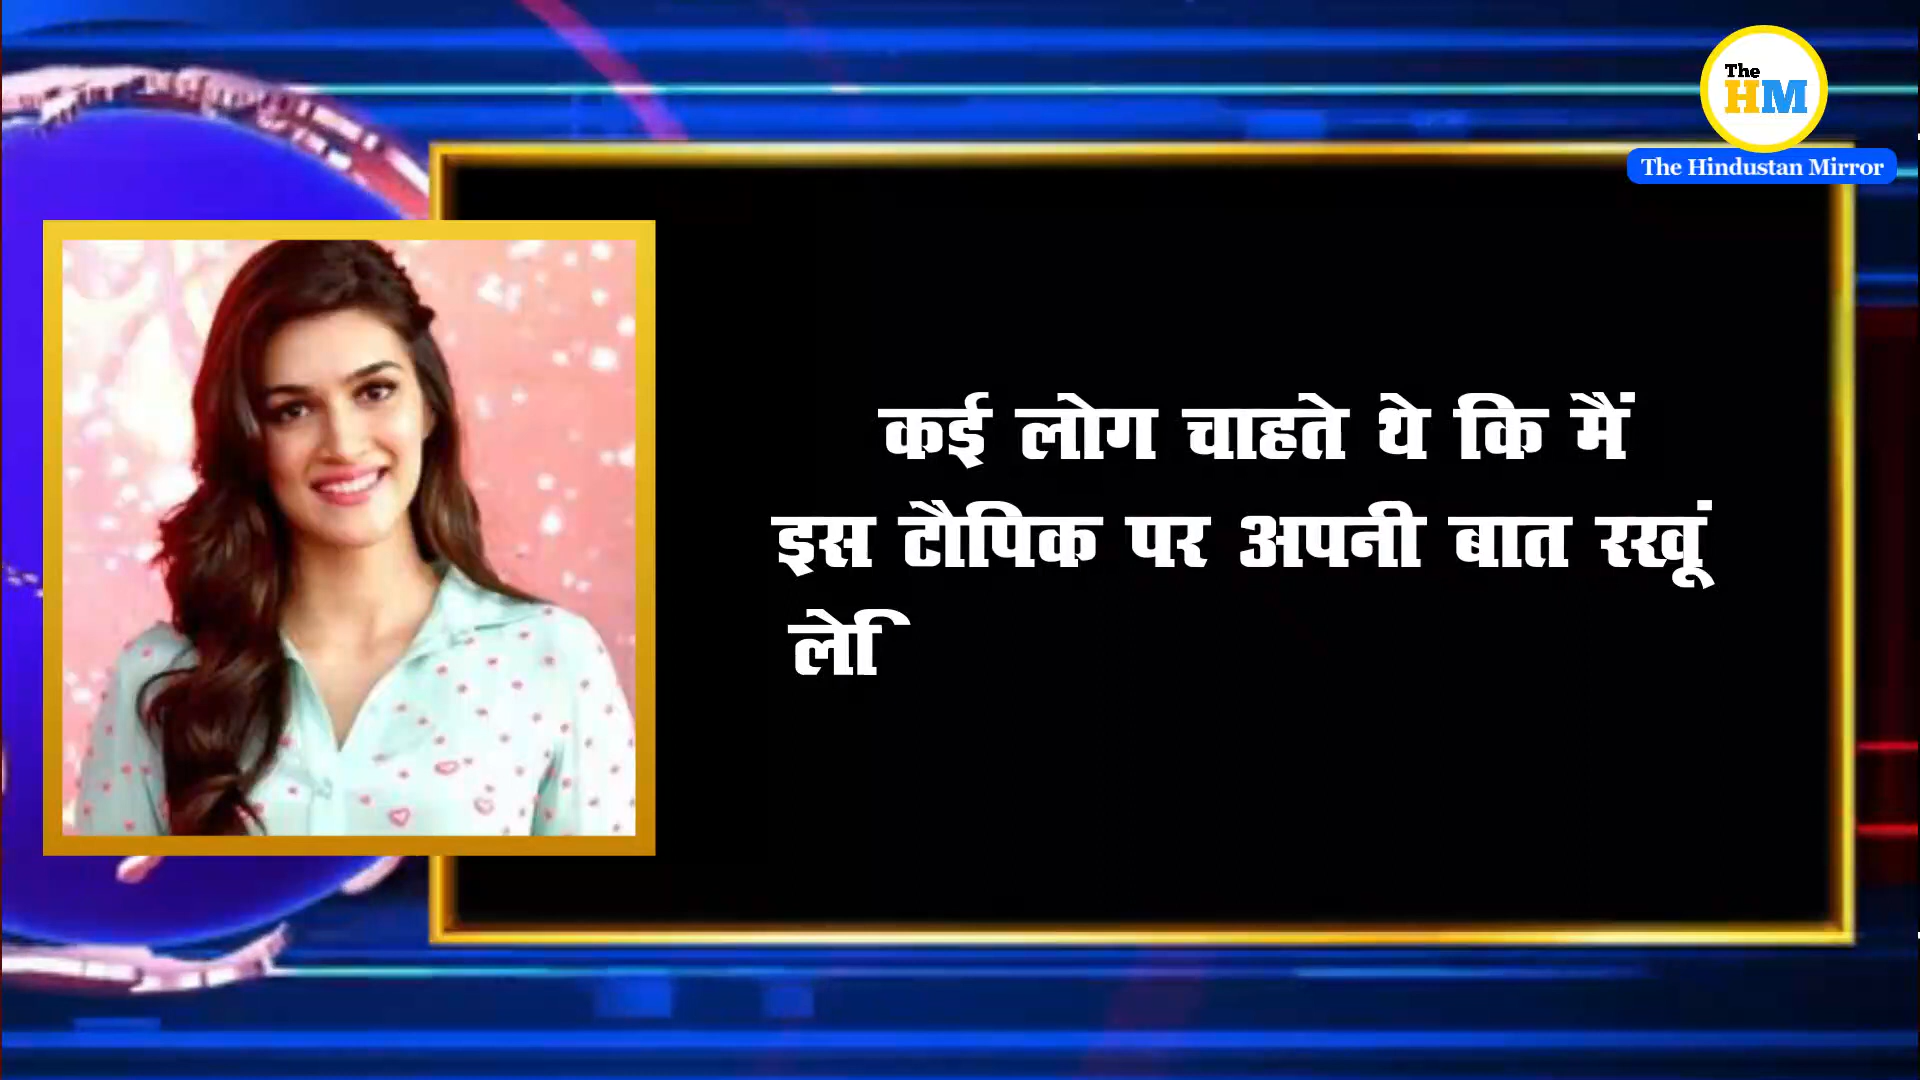 The
HM
The Hindustan Mirror
कई लोग चाहते थे कि मैं
इस टौपिक पर अपनी बात रखूं
लेि